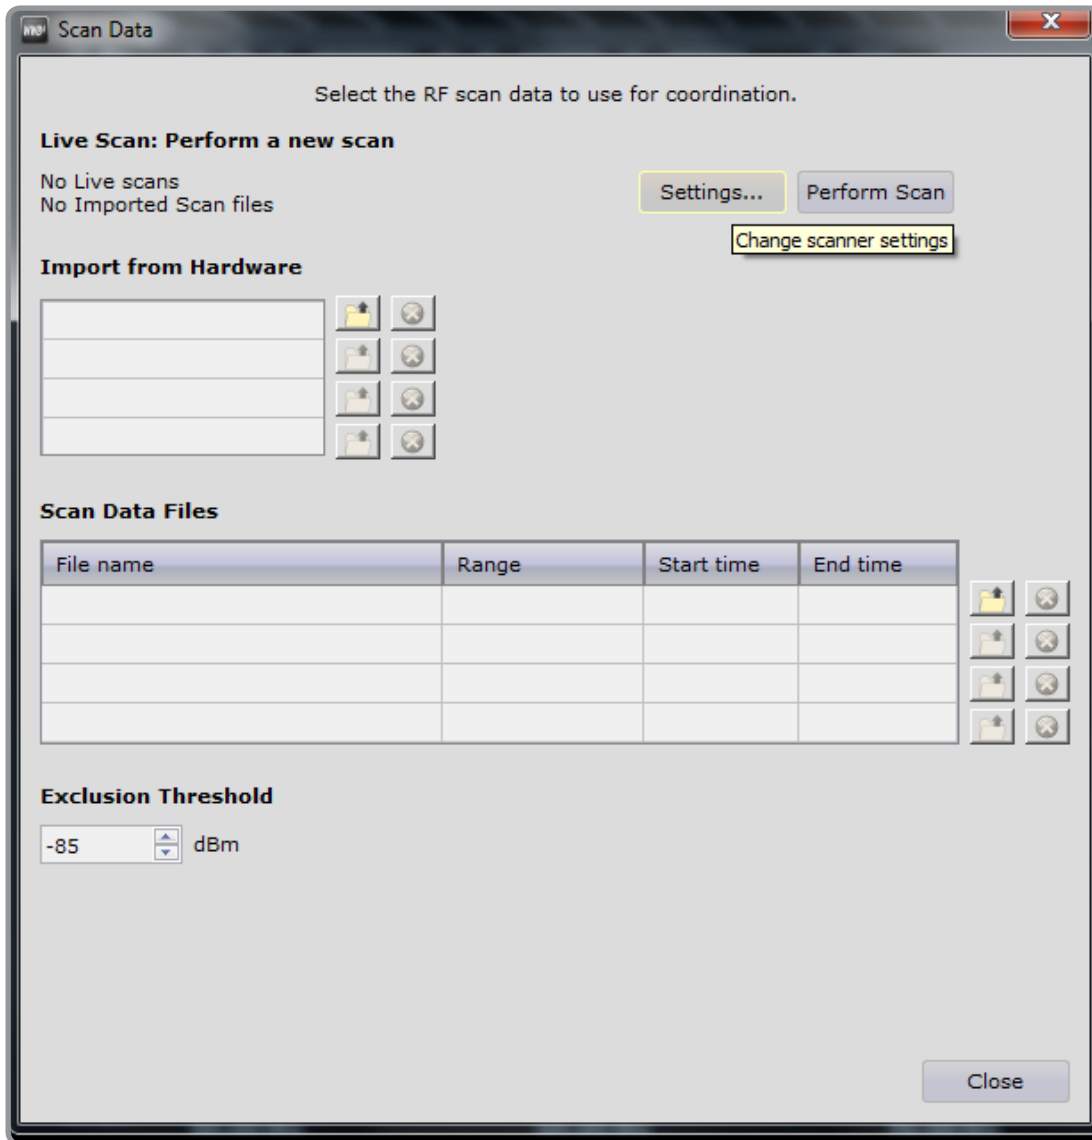 Scan Data
Select the RF scan data to use for coordination.
Live Scan: Perform a new scan
No Live scans
No Imported Scan files
Settings... Perform Scan
Change scanner settings
Import from Hardware
Scan Data Files
File name Range Start time End time
Exclusion Threshold
-85 dBm
Close